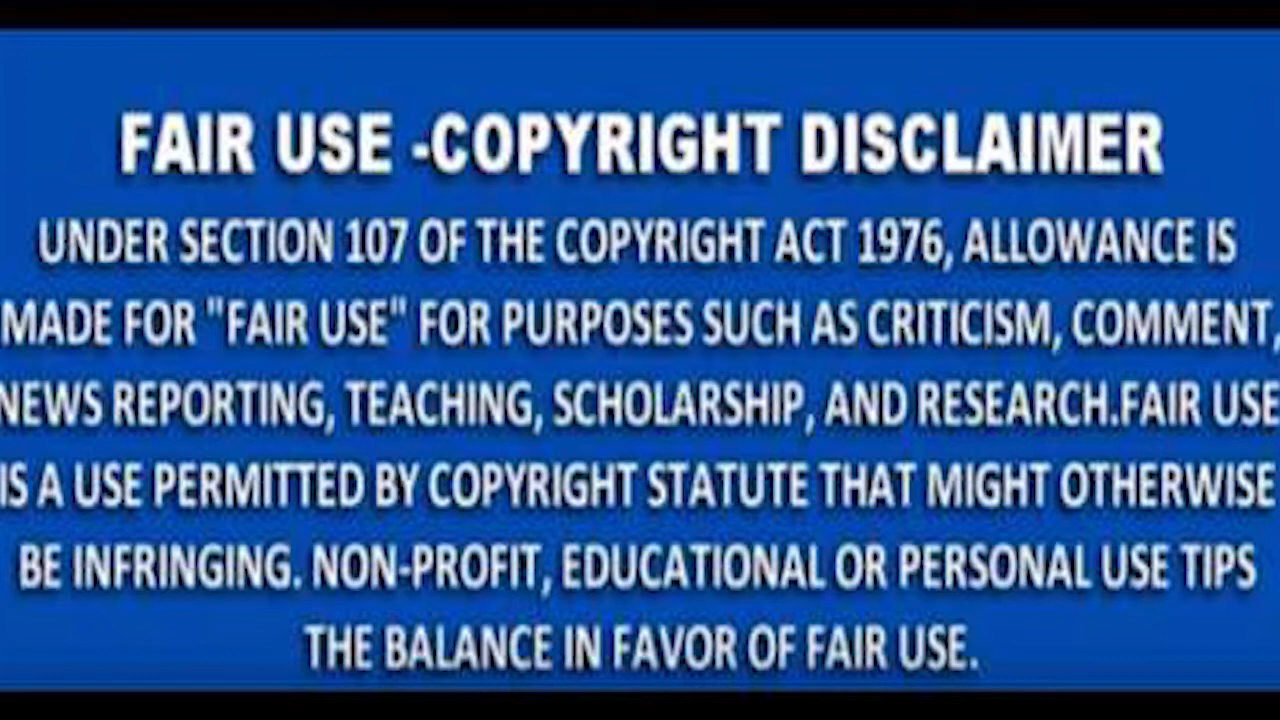 FAIR USE -COPYRIGHT DISCLAIMER
UNDER SECTION 107 OF THE COPYRIGHT ACT 1976, ALLOWANCE IS
MADE FOR "FAIR USE" FOR PURPOSES SUCH AS CRITICISM, COMMENT,
NEWS REPORTING, TEACHING, SCHOLARSHIP, AND RESEARCH.FAIR USE
IS A USE PERMITTED BY COPYRIGHT STATUTE THAT MIGHT OTHERWISE
BE INFRINGING. NON-PROFIT, EDUCATIONAL OR PERSONAL USE TIPS
THE BALANCE IN FAVOR OF FAIR USE.